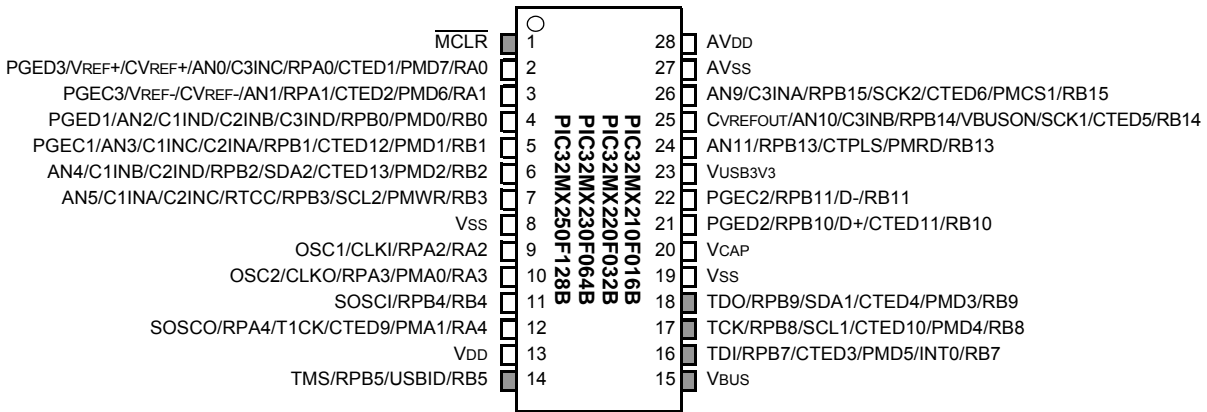 MCLR 1
PGED3/VREF+/CVREF+/AN0/C3INC/RPA0/CTED1/PMD7/RA0 2
PGEC3/VREF-/CVREF-/AN1/RPA1/CTED2/PMD6/RA1 3
PGED1/AN2/C1IND/C2INB/C3IND/RPB0/PMD0/RB0 4
PGEC1/AN3/C1INC/C2INA/RPB1/CTED12/PMD1/RB1 5
AN4/C1INB/C2IND/RPB2/SDA2/CTED13/PMD2/RB2 6
AN5/C1INA/C2INC/RTCC/RPB3/SCL2/PMWR/RB3 7
VSS 8
OSC1/CLKI/RPA2/RA2 9
OSC2/CLKO/RPA3/PMA0/RA3 10
SOSCI/RPB4/RB4 11
SOSCO/RPA4/T1CK/CTED9/PMA1/RA4 12
VDD 13
TMS/RPB5/USBID/RB5 14
PIC32MX210F016B
PIC32MX220F032B
PIC32MX230F064B
PIC32MX250F128B
28 AVDD
27 AVSS
26 AN9/C3INA/RPB15/SCK2/CTED6/PMCS1/RB15
25 CVREFOUT/AN10/C3INB/RPB14/VBUSON/SCK1/CTED5/RB14
24 AN11/RPB13/CTPLS/PMRD/RB13
23 VUSB3V3
22 PGEC2/RPB11/D-/RB11
21 PGED2/RPB10/D+/CTED11/RB10
20 VCAP
19 VSS
18 TDO/RPB9/SDA1/CTED4/PMD3/RB9
17 TCK/RPB8/SCL1/CTED10/PMD4/RB8
16 TDI/RPB7/CTED3/PMD5/INT0/RB7
15 VBUS